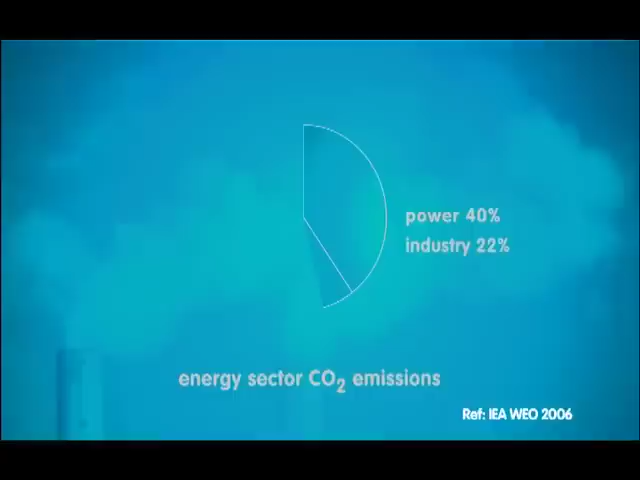 power 40%
industry 22%
energy sector CO₂ emissions
Ref: IEA WEO 2006